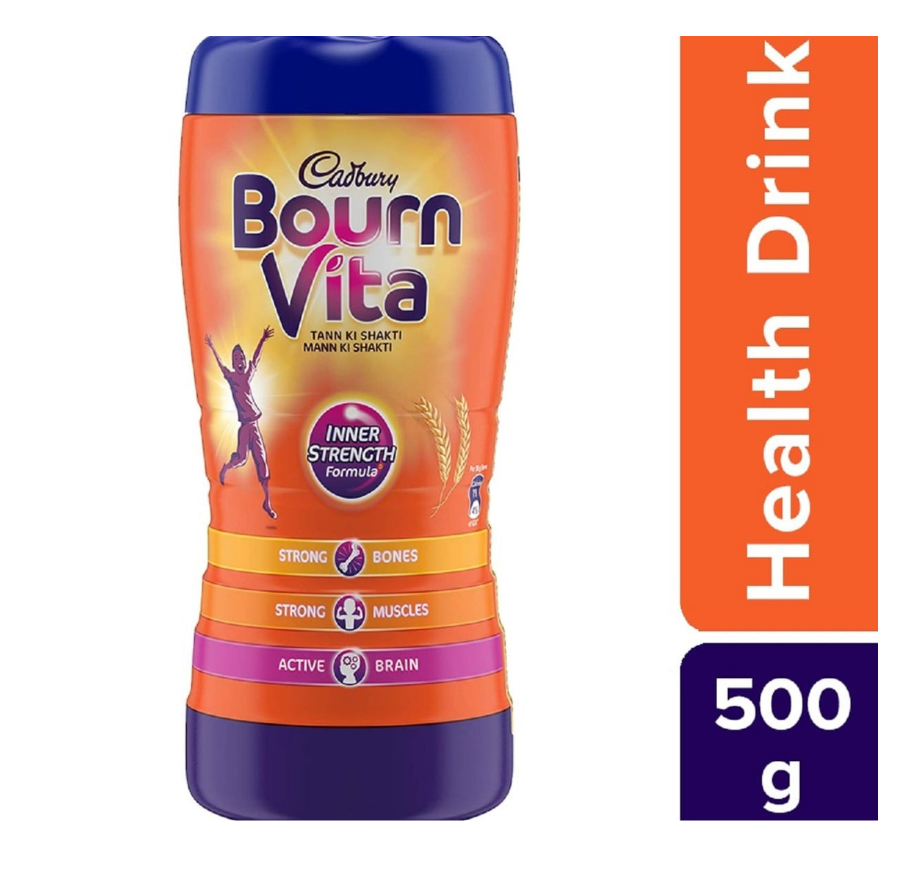 Cadbury
Bourn
Vita
TANN KI SHAKTI
MANN KI SHAKTI
INNER
STRENGTH
Formula
STRONG BONES
STRONG MUSCLES
ACTIVE BRAIN
Health Drink
500
g